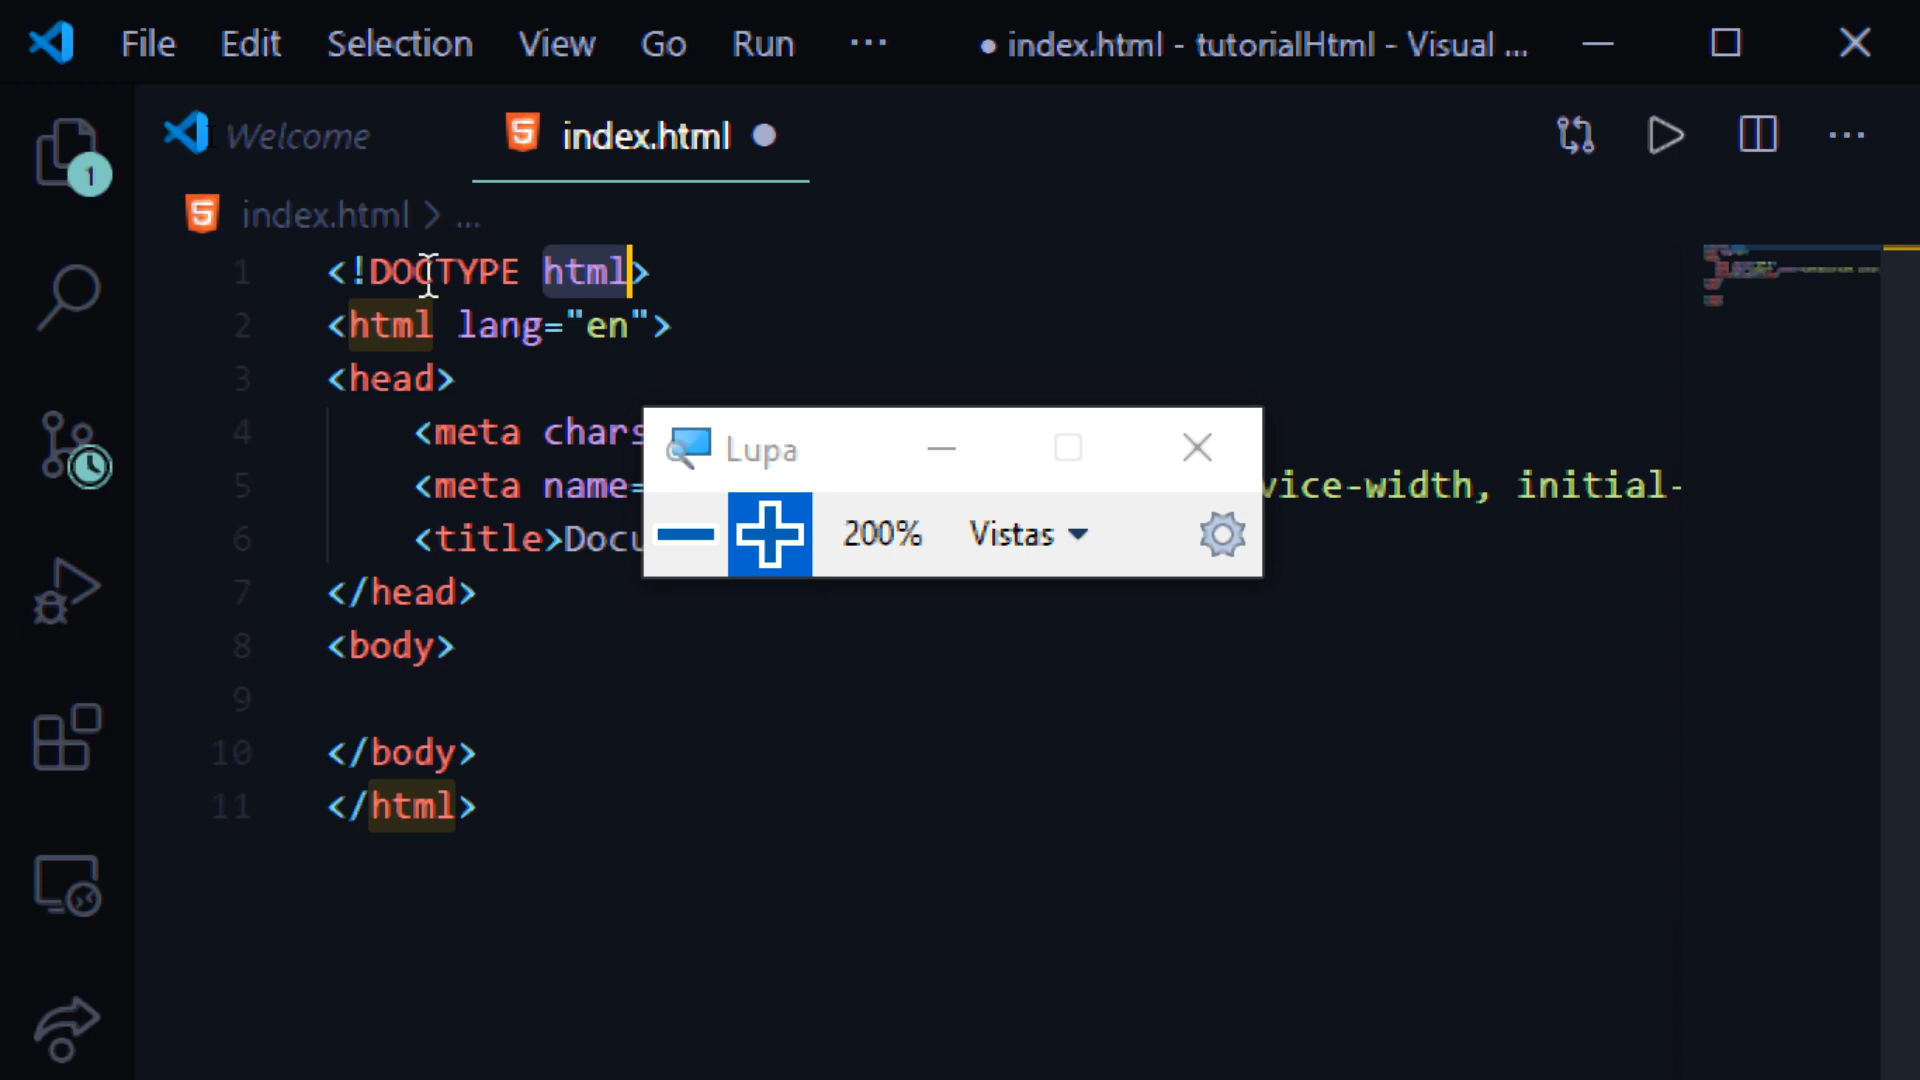 File Edit Selection View Go Run ··· ● index.html - tutorialHtml - Visual ...
Welcome index.html
index.html > ...
1
1 <!DOCTYPE html>
2 <html lang="en">
3 <head>
4 <meta chars
5 <meta name= vice-width, initial-
6 <title>Docu
7 </head>
8 <body>
9
10 </body>
11 </html>
Lupa
200% Vistas